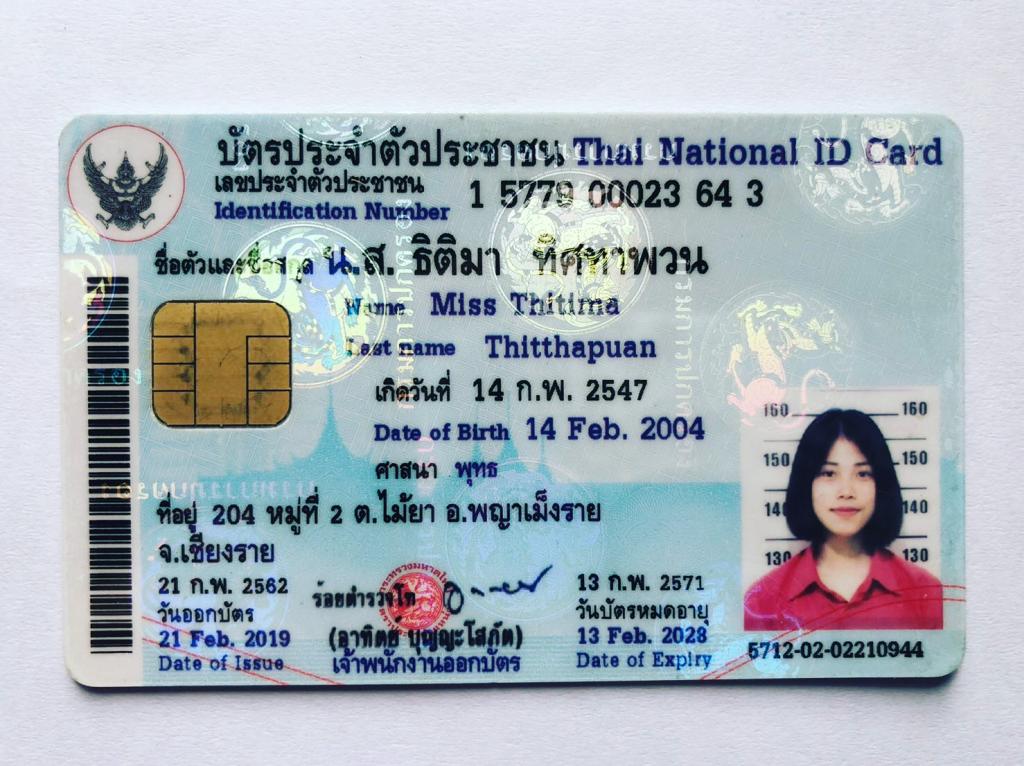 บัตรประจำตัวประชาชน Thai National ID Card
เลขประจำตัวประชาชน
Identification Number
1 5779 00023 64 3
ชื่อตัวและชื่อสกุล น.ส. ธิติมา ทิศทาพวน
Name Miss Thitima
Last name Thitthapuan
เกิดวันที่ 14 ก.พ. 2547
Date of Birth 14 Feb. 2004
ศาสนา พุทธ
ที่อยู่ 204 หมู่ที่ 2 ต.ไม้ยา อ.พญาเม็งราย
จ.เชียงราย
21 ก.พ. 2562
วันออกบัตร
21 Feb. 2019
Date of Issue
ร้อยตำรวจโท
(อาทิตย์ บุญญะโสภัต)
เจ้าพนักงานออกบัตร
13 ก.พ. 2571
วันบัตรหมดอายุ
13 Feb. 2028
Date of Expiry
160 160
150 150
140 140
130 130
5712-02-02210944